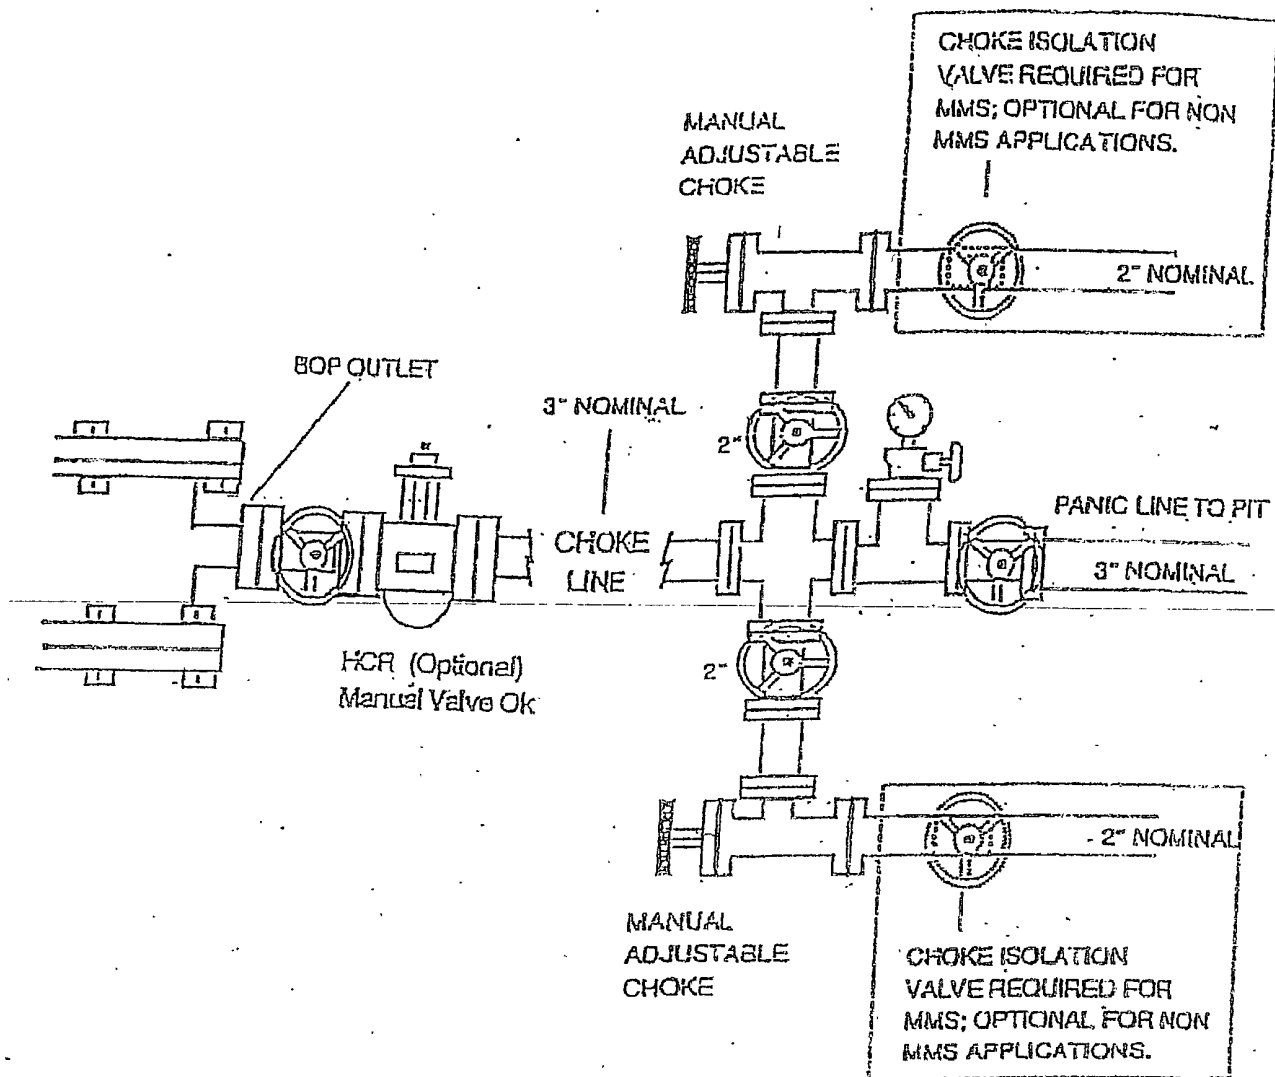 CHOKE ISOLATION
VALVE REQUIRED FOR
MMS; OPTIONAL FOR NON
MMS APPLICATIONS.
MANUAL
ADJUSTABLE
CHOKE
2" NOMINAL
BOP OUTLET
3" NOMINAL
2"
PANIC LINE TO PIT
CHOKE
LINE
3" NOMINAL
HCR (Optional)
Manual Valve Ok
2"
2" NOMINAL
MANUAL
ADJUSTABLE
CHOKE
CHOKE ISOLATION
VALVE REQUIRED FOR
MMS; OPTIONAL FOR NON
MMS APPLICATIONS.